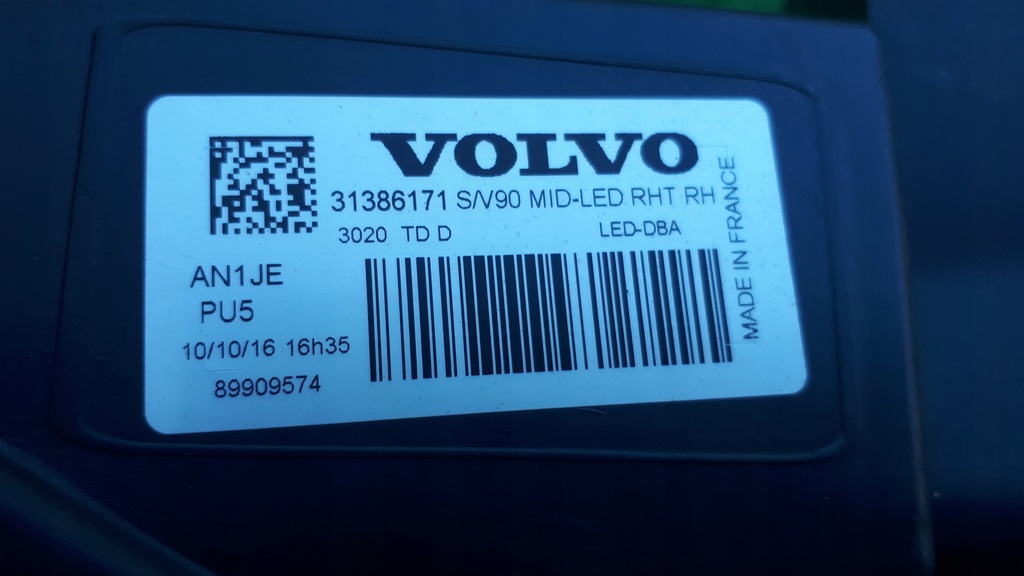 VOLVO
31386171 S/V90 MID-LED RHT RH
3020 TD D LED-DBA
MADE IN FRANCE
AN1JE
PU5
10/10/16 16h35
89909574